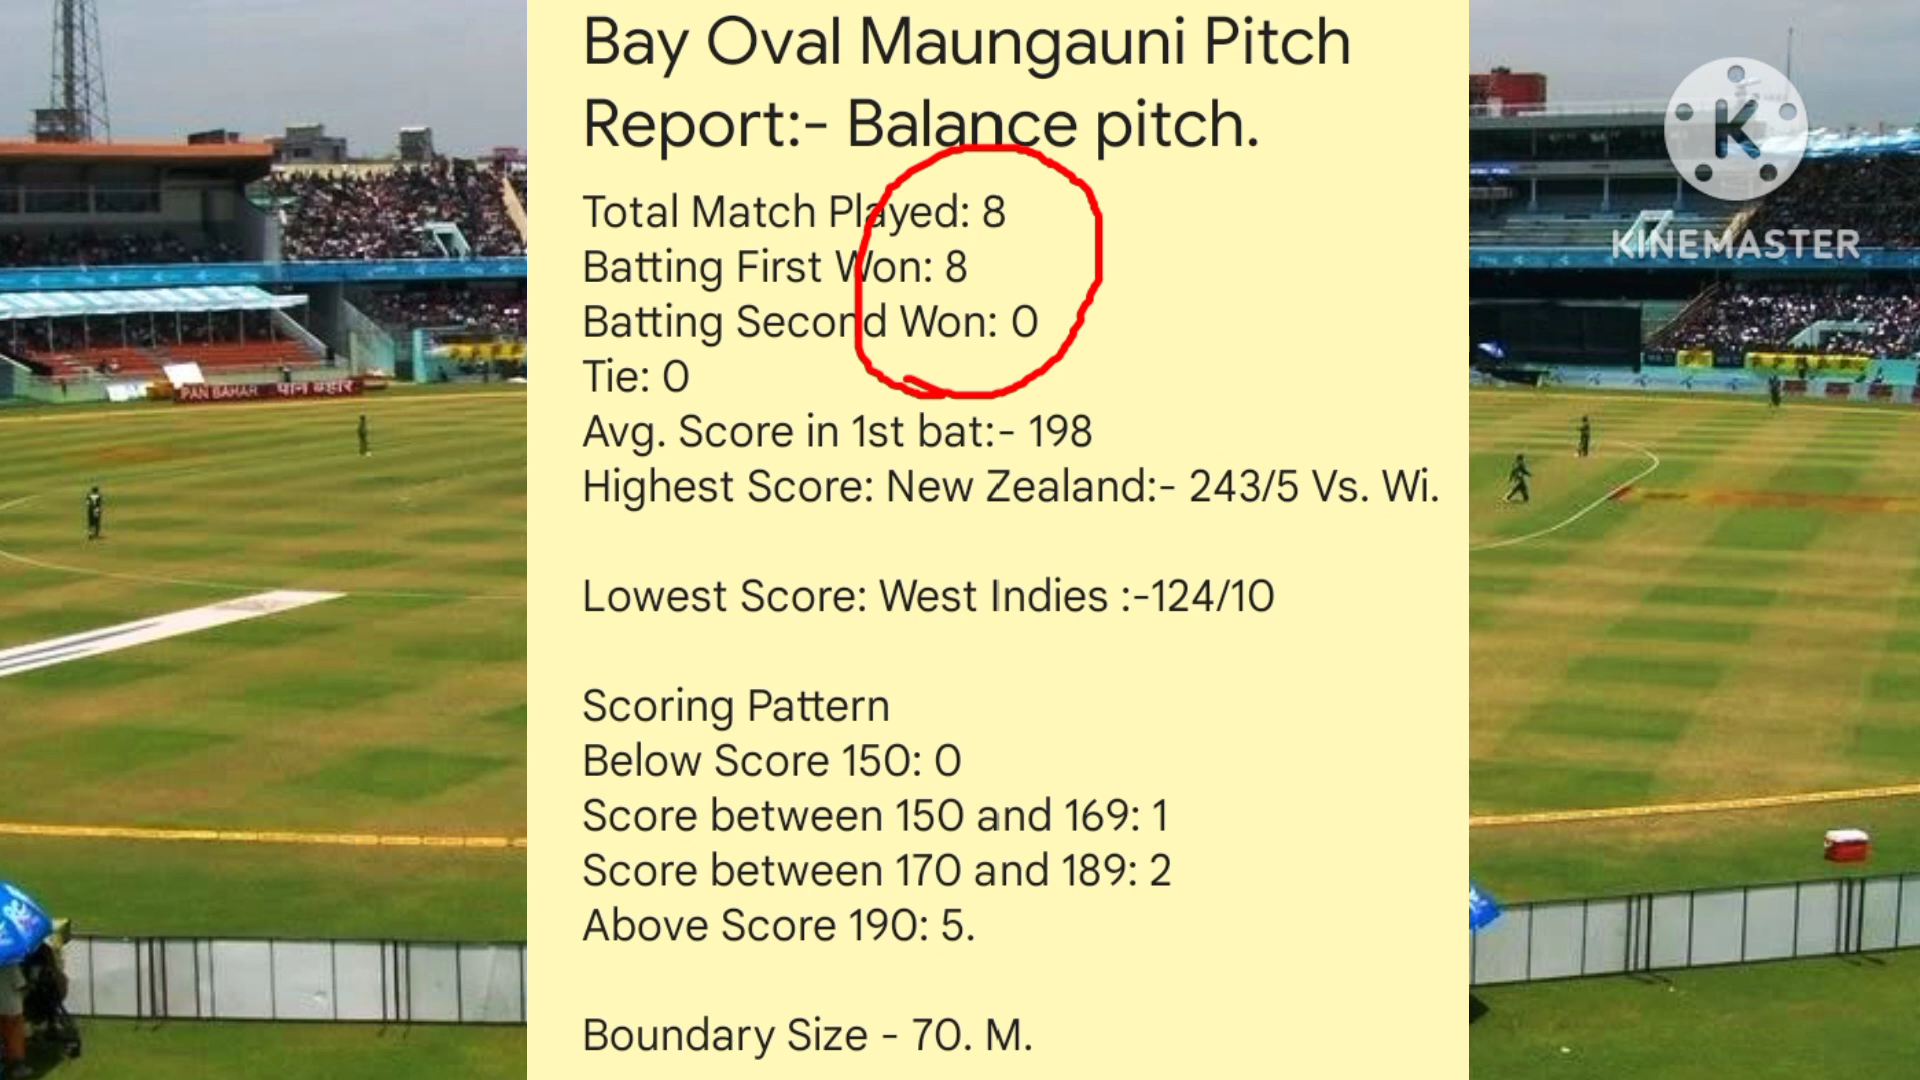 Bay Oval Maungauni Pitch
Report:- Balance pitch.
Total Match Played: 8
Batting First Won: 8
Batting Second Won: 0
Tie: 0
Avg. Score in 1st bat:- 198
Highest Score: New Zealand:- 243/5 Vs. Wi.
Lowest Score: West Indies :-124/10
Scoring Pattern
Below Score 150: 0
Score between 150 and 169: 1
Score between 170 and 189: 2
Above Score 190: 5.
Boundary Size - 70. M.
K
KINEMASTER
PAN BAHAR पान बहार